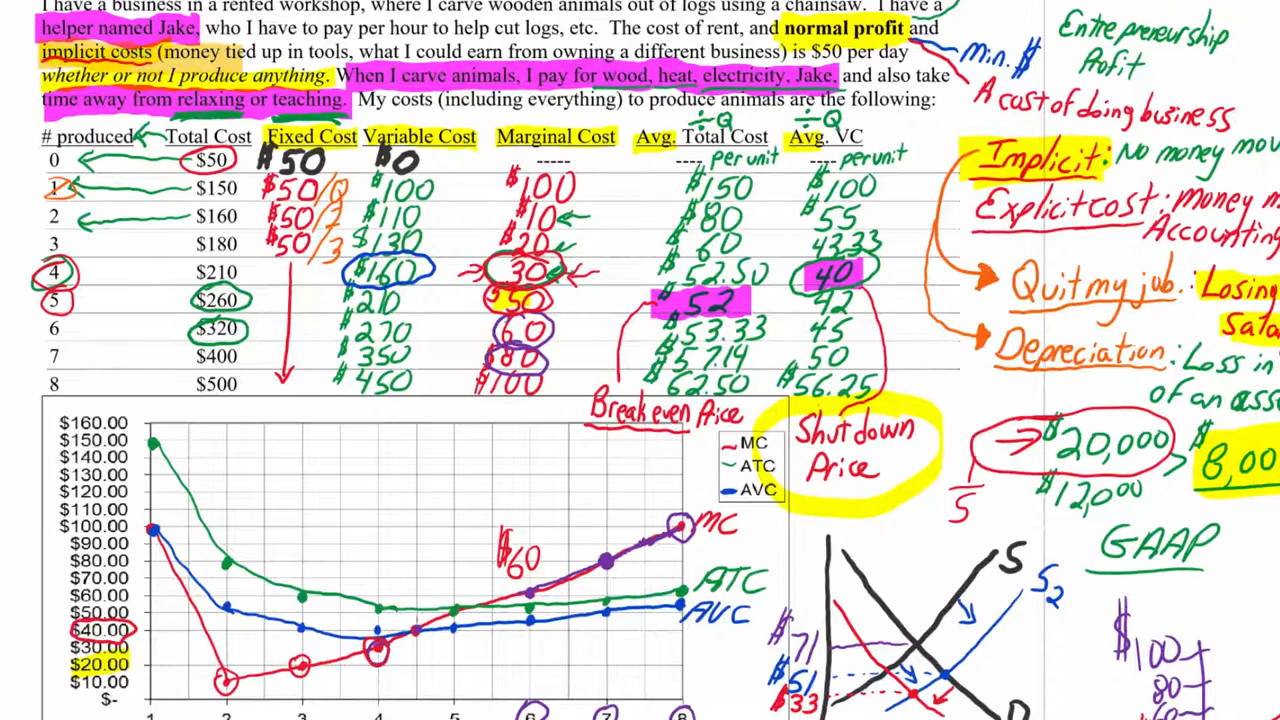 I have a business in a rented workshop, where I carve wooden animals out of logs using a chainsaw. I have a
helper named Jake, who I have to pay per hour to help cut logs, etc. The cost of rent, and normal profit and
implicit costs (money tied up in tools, what I could earn from owning a different business) is $50 per day
whether or not I produce anything. When I carve animals, I pay for wood, heat, electricity, Jake, and also take
time away from relaxing or teaching. My costs (including everything) to produce animals are the following:
÷Q ÷Q
# produced Total Cost Fixed Cost Variable Cost Marginal Cost Avg. Total Cost Avg. VC
0 $50 $50 $0 ----- ---- per unit ---- per unit
1 $150 $50/ $100 $100 $150 $100
2 $160 $50/2 $110 $10 $80 55
3 $180 $50/3 $130 $20 60 43.33
4 $210 $160 30 $52.50 40
5 $260 210 $50 $52 42
6 $320 270 60 $53.33 45
7 $400 350 80 $57.14 50
8 $500 $450 $100 62.50 $56.25
Break even Price
Shutdown
Price
Entrepreneurship
Profit
Min. $
A cost of doing business
Implicit: No money mov
Explicit cost: Money m
Accounting
Quit my job.: Losing
Sala
Depreciation: Loss in
of an ass
$20,000 $8,00
$12,000
5
GAAP
$160.00
$150.00
$140.00
$130.00
$120.00
$110.00
$100.00
$90.00
$80.00
$70.00
$60.00
$50.00
$40.00
$30.00
$20.00
$10.00
$-
1 2 3 4 5 6 7 8
MC
ATC
AVC
$60
MC
ATC
AVC
S
S2
D
$71
$51
$33
$100
80
60